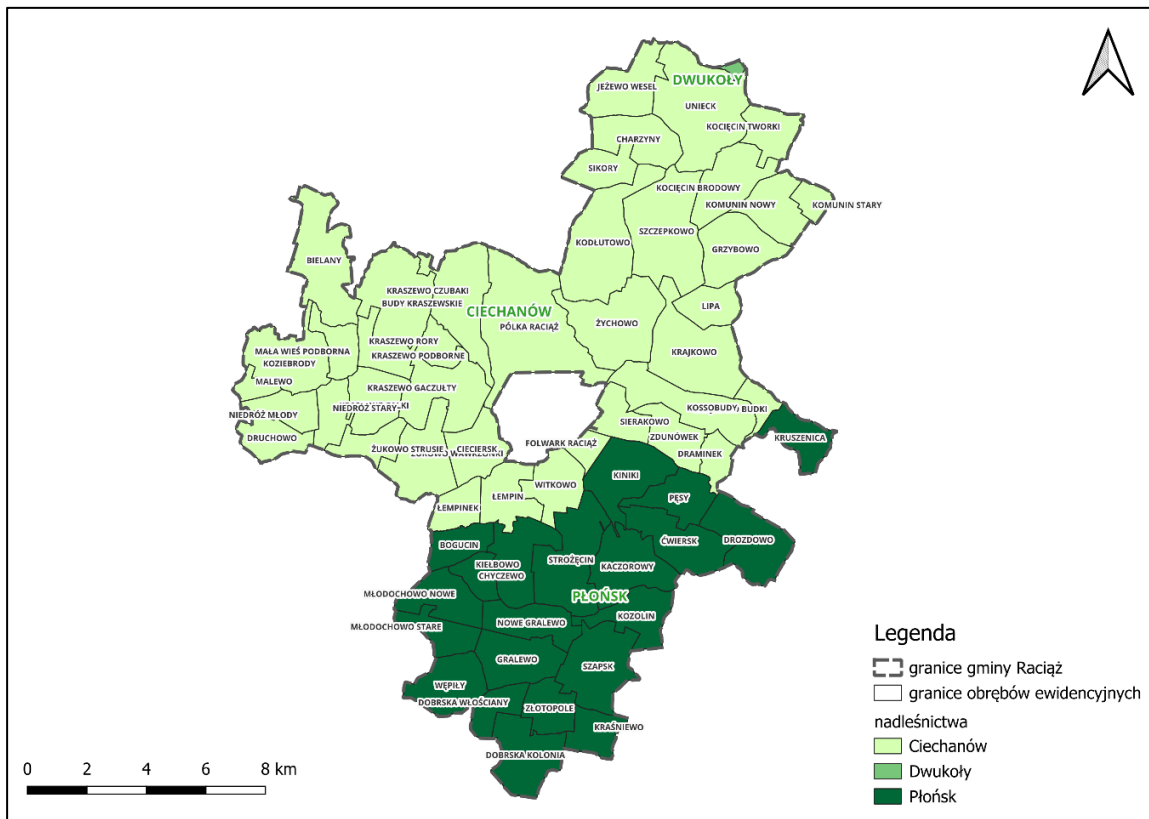 DWUKOŁY
JEŻEWO WESEL
UNIECK
KOCIĘCIN TWORKI
CHARZYNY
SIKORY
KOCIĘCIN BRODOWY
KOMUNIN NOWY
KOMUNIN STARY
SZCZEPKOWO
KODŁUTOWO
GRZYBOWO
BIELANY
KRASZEWO CZUBAKI
BUDY KRASZEWSKIE
LIPA
CIECHANÓW
PÓLKA RACIĄŻ
ŻYCHOWO
KRASZEWO RORY
MAŁA WIEŚ PODBORNA
KRASZEWO PODBORNE
KRAJKOWO
KOZIEBRODY
MALEWO
KRASZEWO GACZUŁTY
NIEDRÓŻ MŁODY
NIEDRÓŻ STARY
KOSSOBUDY
BUDKI
SIERAKOWO
DRUCHOWO
ZDUNÓWEK
KRUSZENICA
FOLWARK RACIĄŻ
ŻUKOWO STRUSIE
CIECIERSK
DRAMINEK
KINIKI
WITKOWO
ŁEMPIN
PĘSY
ŁEMPINEK
BOGUCIN
ĆWIERSK
DROZDOWO
STROŻĘCIN
KIEŁBOWO
KACZOROWY
CHYCZEWO
MŁODOCHOWO NOWE
PŁOŃSK
KOZOLIN
NOWE GRALEWO
MŁODOCHOWO STARE
GRALEWO
SZAPSK
WĘPIŁY
DOBRSKA WŁOŚCIANY
ZŁOTOPOLE
KRAŚNIEWO
DOBRSKA KOLONIA
0 2 4 6 8 km
Legenda
granice gminy Raciąż
granice obrębów ewidencyjnych
nadleśnictwa
Ciechanów
Dwukoły
Płońsk